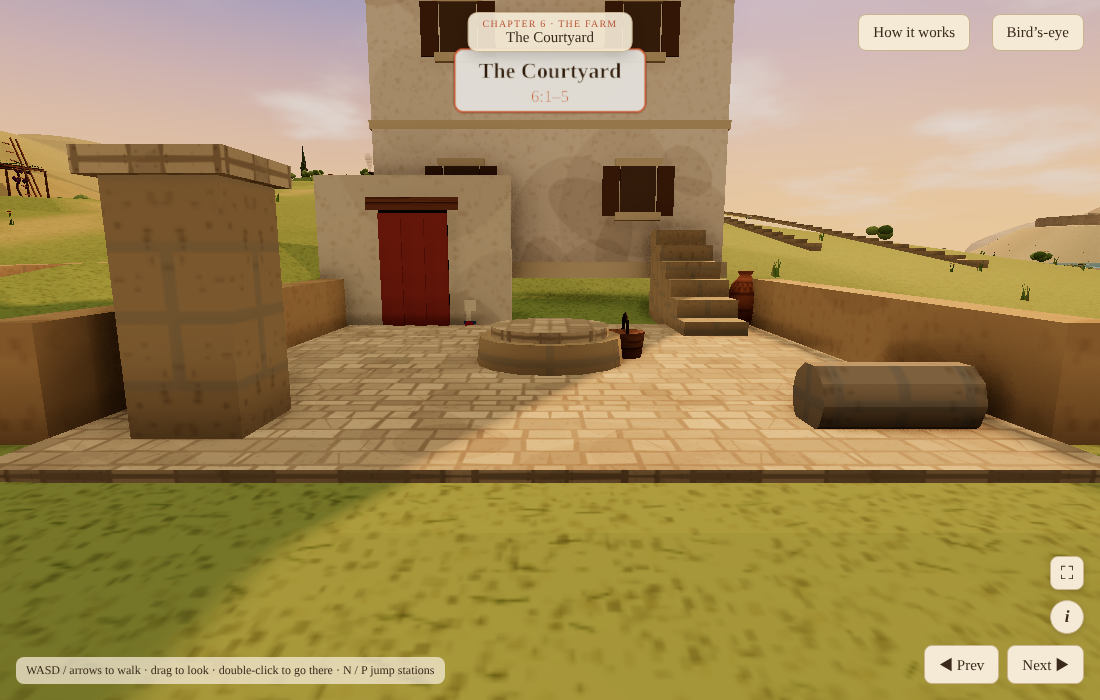 CHAPTER 6 · THE FARM
The Courtyard
The Courtyard
6:1–5
How it works
Bird’s-eye
i
WASD / arrows to walk · drag to look · double-click to go there · N / P jump stations
◀ Prev
Next ▶